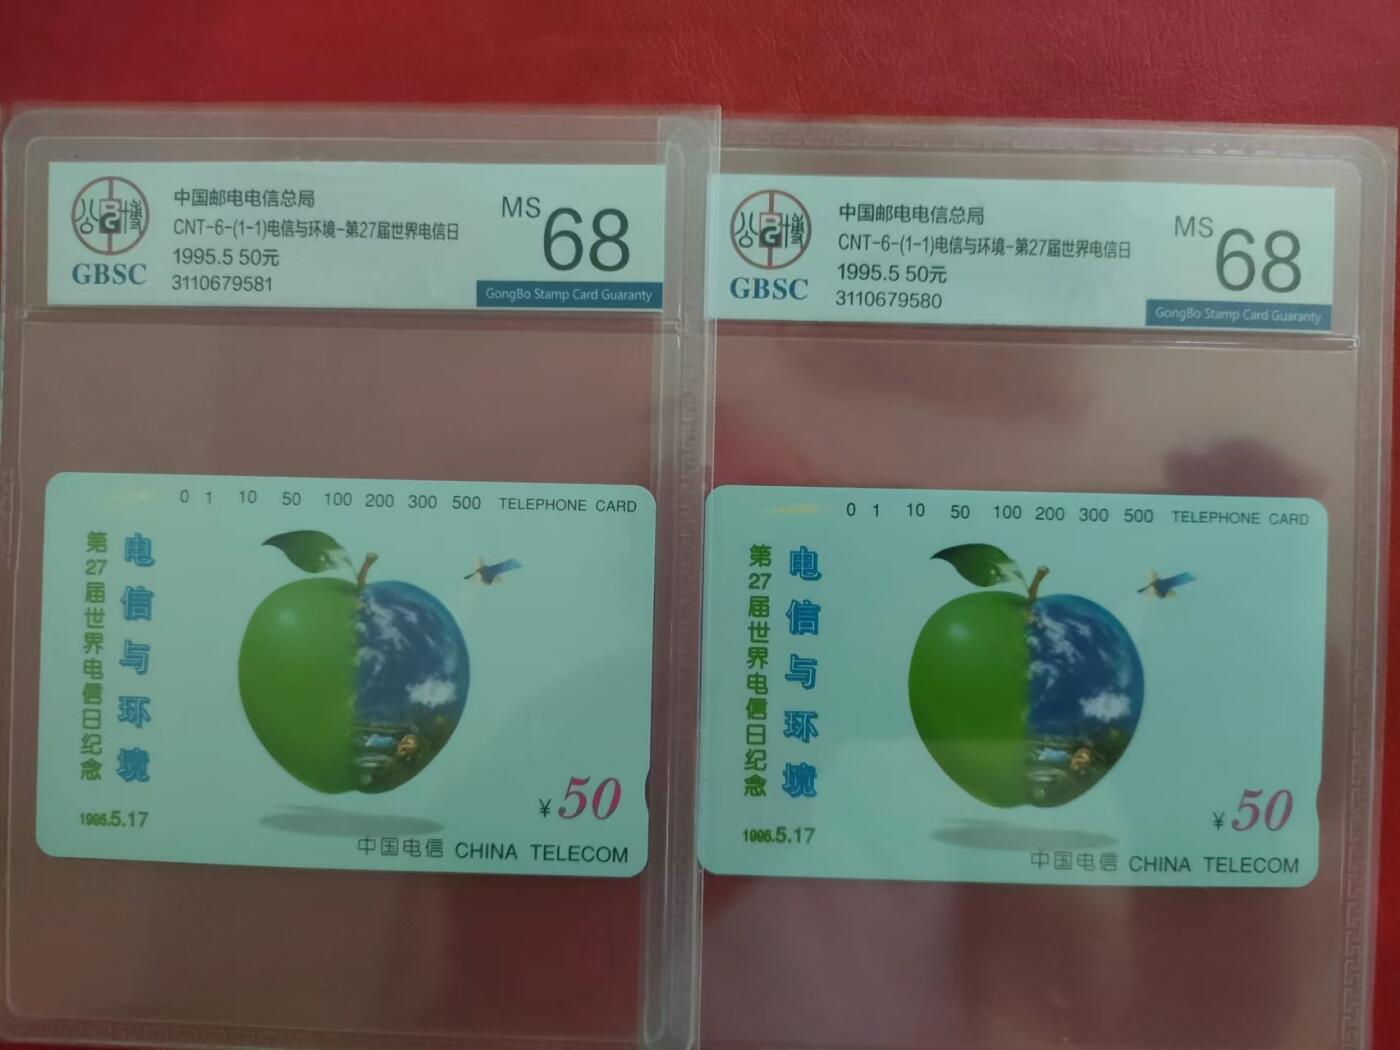 公博
BG
GBSC
中国邮电电信总局
CNT-6-(1-1)电信与环境-第27届世界电信日
1995.5 50元
3110679581
MS 68
GongBo Stamp Card Guaranty
公博
BG
GBSC
中国邮电电信总局
CNT-6-(1-1)电信与环境-第27届世界电信日
1995.5 50元
3110679580
MS 68
GongBo Stamp Card Guaranty
0 1 10 50 100 200 300 500 TELEPHONE CARD
电信与环境
第27届世界电信日纪念
1995.5.17
¥50
中国电信 CHINA TELECOM
0 1 10 50 100 200 300 500 TELEPHONE CARD
电信与环境
第27届世界电信日纪念
1995.5.17
¥50
中国电信 CHINA TELECOM